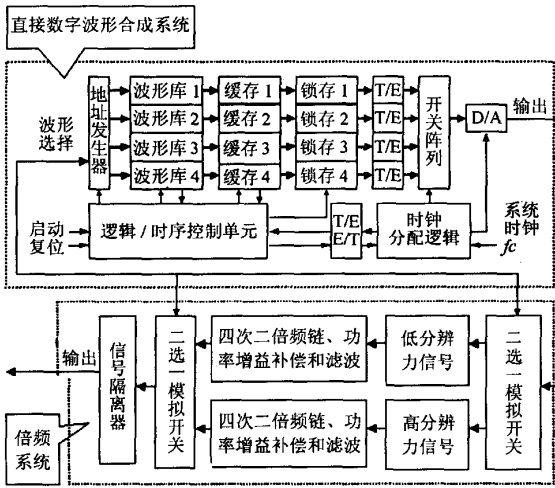 直接数字波形合成系统
波形
选择
地址发生器
波形库 1
缓存 1
锁存 1
T/E
波形库 2
缓存 2
锁存 2
T/E
波形库 3
缓存 3
锁存 3
T/E
波形库 4
缓存 4
锁存 4
T/E
开关阵列
D/A
输出
启动
复位
逻辑 / 时序控制单元
T/E
E/T
时钟
分配逻辑
系统
时钟
fc
输出
信号隔离器
二选一模拟开关
四次二倍频链、功
率增益补偿和滤波
低分辨
力信号
四次二倍频链、功
率增益补偿和滤波
高分辨
力信号
二选一模拟开关
倍频
系统